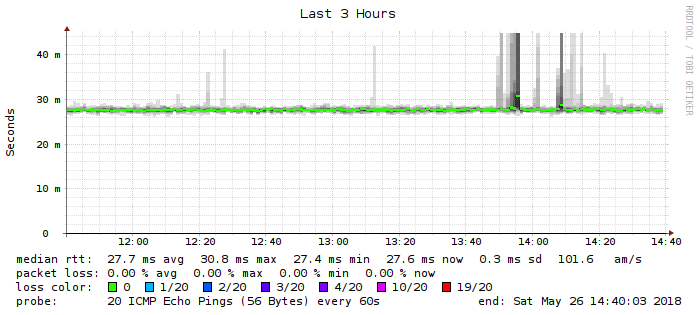 Last 3 Hours
RRDTOOL / TOBI OETIKER
Seconds
40 m
30 m
20 m
10 m
0
12:00 12:20 12:40 13:00 13:20 13:40 14:00 14:20 14:40
median rtt: 27.7 ms avg 30.8 ms max 27.4 ms min 27.6 ms now 0.3 ms sd 101.6 am/s
packet loss: 0.00 % avg 0.00 % max 0.00 % min 0.00 % now
loss color: 0 1/20 2/20 3/20 4/20 10/20 19/20
probe: 20 ICMP Echo Pings (56 Bytes) every 60s end: Sat May 26 14:40:03 2018